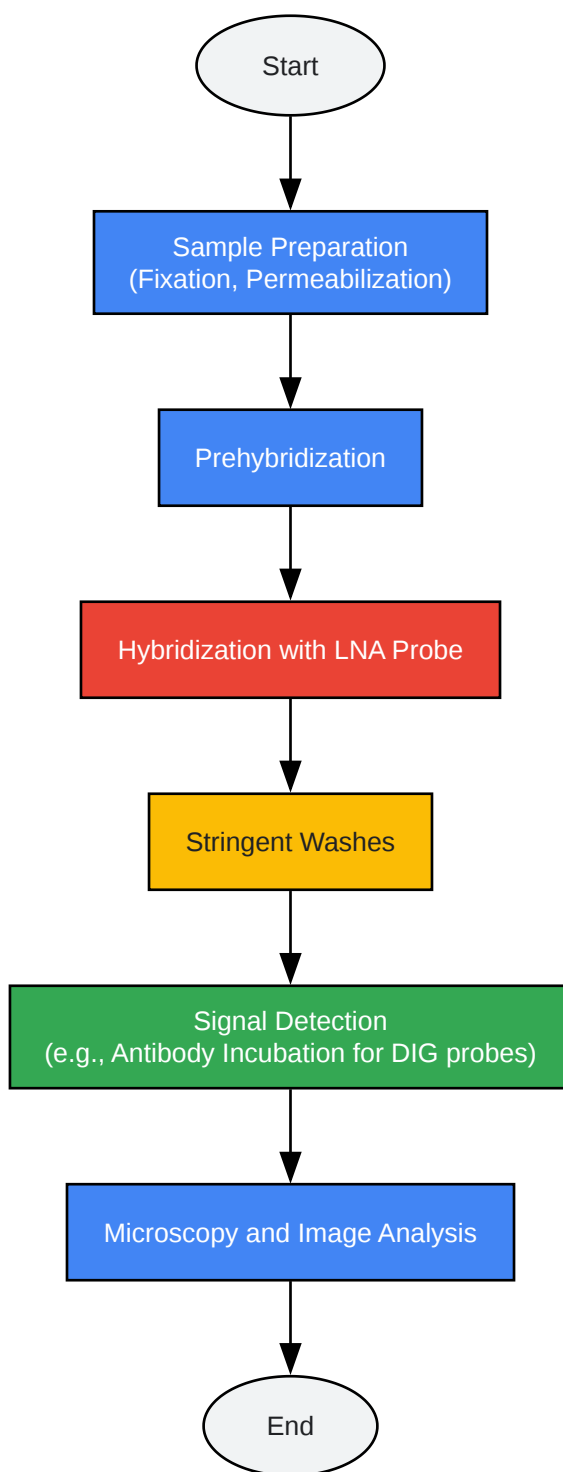 Start
Sample Preparation
(Fixation, Permeabilization)
Prehybridization
Hybridization with LNA Probe
Stringent Washes
Signal Detection
(e.g., Antibody Incubation for DIG probes)
Microscopy and Image Analysis
End